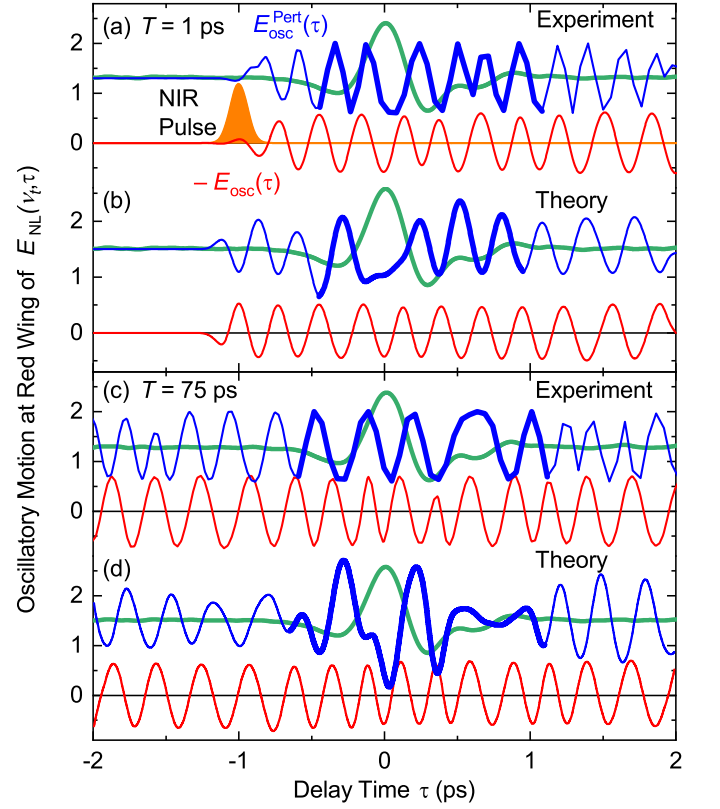 (a) T = 1 ps E_osc^Pert(τ) Experiment
2
1
NIR
Pulse
0
− E_osc(τ)
(b) Theory
2
1
0
(c) T = 75 ps Experiment
2
1
0
(d) Theory
2
1
0
-2 -1 0 1 2
Delay Time τ (ps)
Oscillatory Motion at Red Wing of E_NL(ν_t,τ)